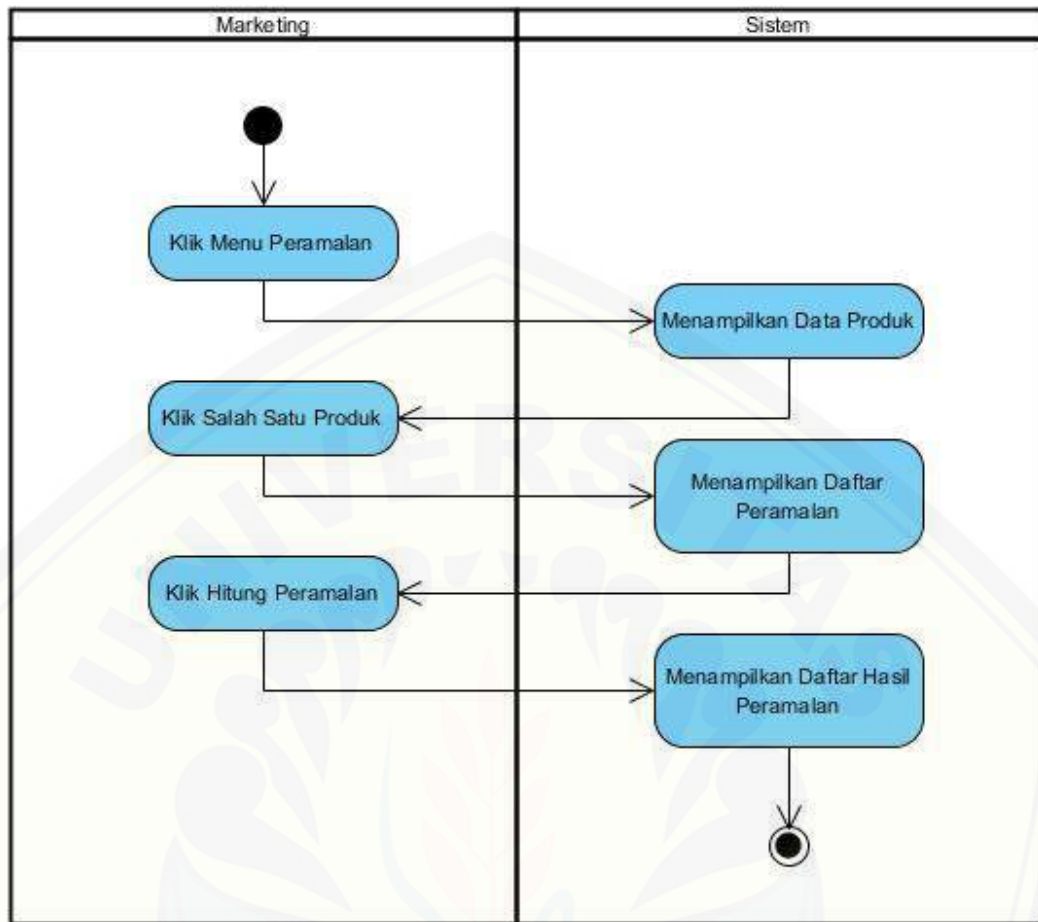 Marketing
Sistem
Klik Menu Peramalan
Menampilkan Data Produk
Klik Salah Satu Produk
Menampilkan Daftar
Peramalan
Klik Hitung Peramalan
Menampilkan Daftar Hasil
Peramalan
UNIVERSITAS